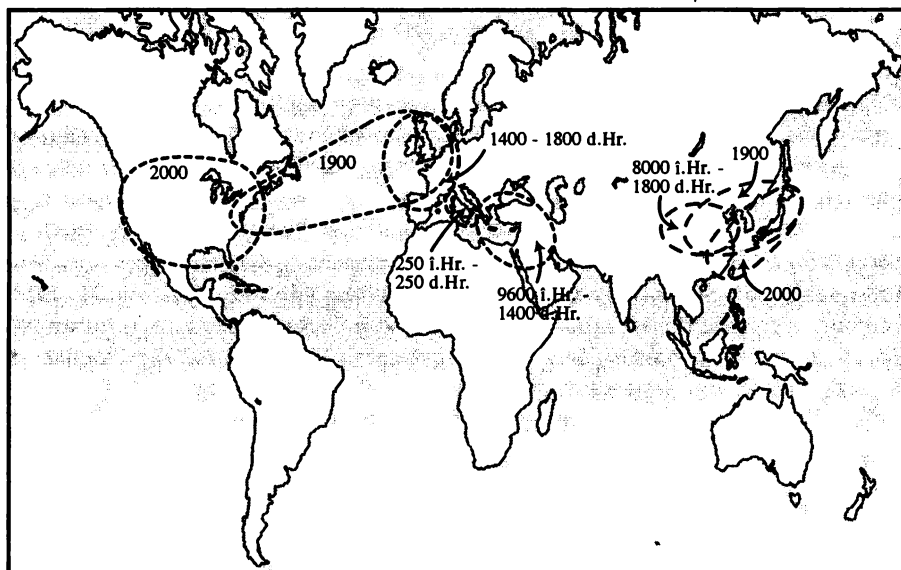 1400 - 1800 d.Hr.
1900
2000
8000 î.Hr. -
1800 d.Hr.
1900
250 î.Hr. -
250 d.Hr.
9600 î.Hr. -
1400 d.Hr.
2000